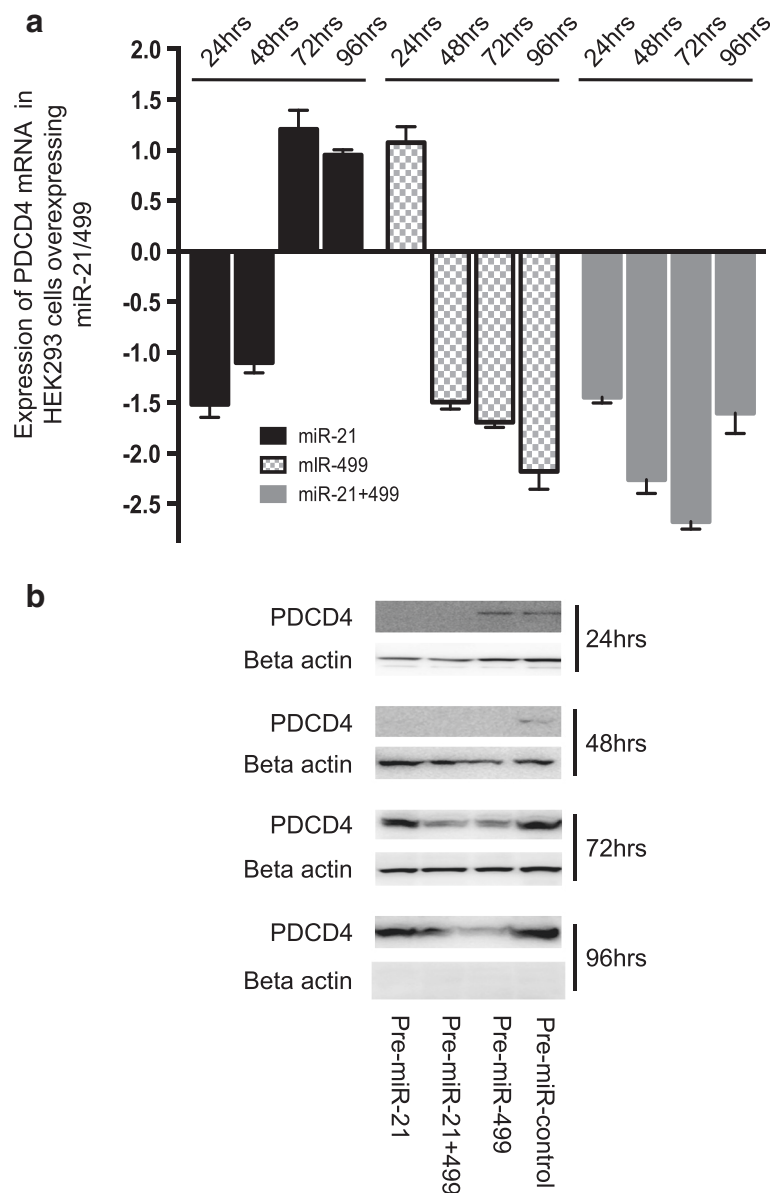 a
24hrs 48hrs 72hrs 96hrs 24hrs 48hrs 72hrs 96hrs 24hrs 48hrs 72hrs 96hrs
Expression of PDCD4 mRNA in
HEK293 cells overexpressing
miR-21/499
2.0
1.5
1.0
0.5
0.0
-0.5
-1.0
-1.5
-2.0
-2.5
miR-21
mIR-499
miR-21+499
b
PDCD4
Beta actin
24hrs
PDCD4
Beta actin
48hrs
PDCD4
Beta actin
72hrs
PDCD4
Beta actin
96hrs
Pre-miR-21
Pre-miR-21+499
Pre-miR-499
Pre-miR-control